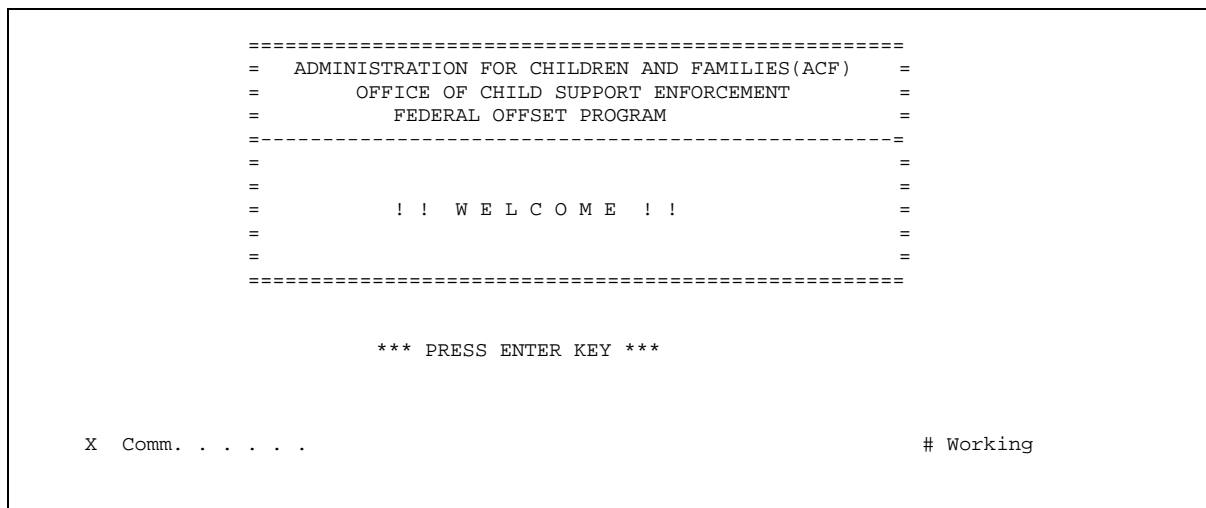 =====================================================
= ADMINISTRATION FOR CHILDREN AND FAMILIES(ACF) =
= OFFICE OF CHILD SUPPORT ENFORCEMENT =
= FEDERAL OFFSET PROGRAM =
=---------------------------------------------------=
= =
= =
= ! ! W E L C O M E ! ! =
= =
= =
=====================================================
*** PRESS ENTER KEY ***
X Comm. . . . . . # Working